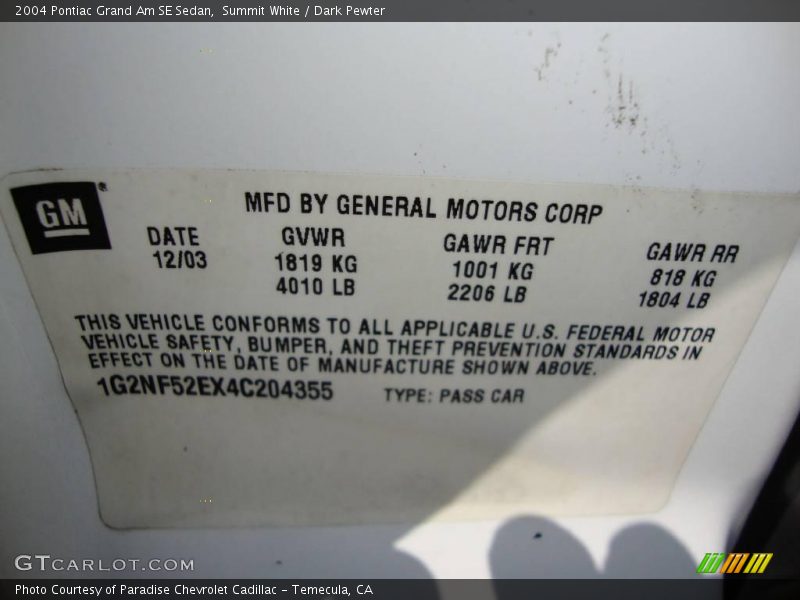 2004 Pontiac Grand Am SE Sedan,  Summit White / Dark Pewter
GM
MFD BY GENERAL MOTORS CORP
DATE GVWR GAWR FRT GAWR RR
12/03 1819 KG 1001 KG 818 KG
4010 LB 2206 LB 1804 LB
THIS VEHICLE CONFORMS TO ALL APPLICABLE U.S. FEDERAL MOTOR
VEHICLE SAFETY, BUMPER, AND THEFT PREVENTION STANDARDS IN
EFFECT ON THE DATE OF MANUFACTURE SHOWN ABOVE.
1G2NF52EX4C204355 TYPE: PASS CAR
GTCARLOT.COM
Photo Courtesy of Paradise Chevrolet Cadillac – Temecula, CA